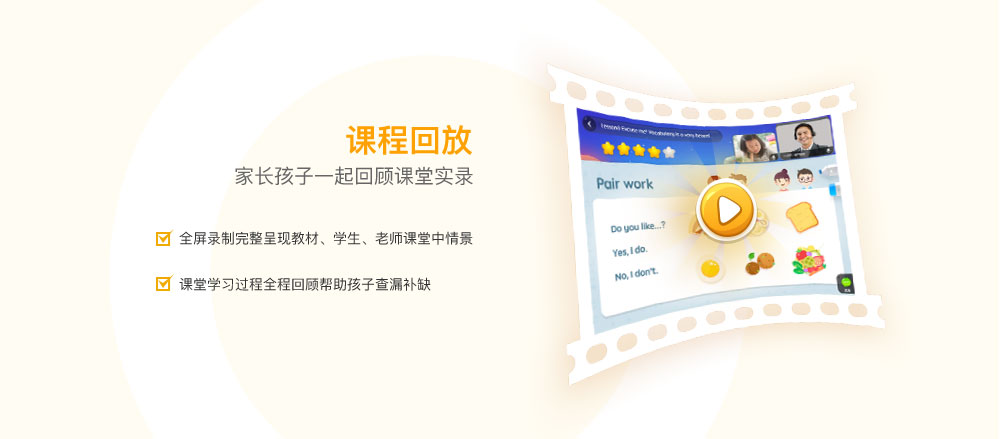 课程回放
家长孩子一起回顾课堂实录
全屏录制完整呈现教材、学生、老师课堂中情景
课堂学习过程全程回顾帮助孩子查漏补缺
Pair work
Do you like...?
Yes, I do.
No, I don't.